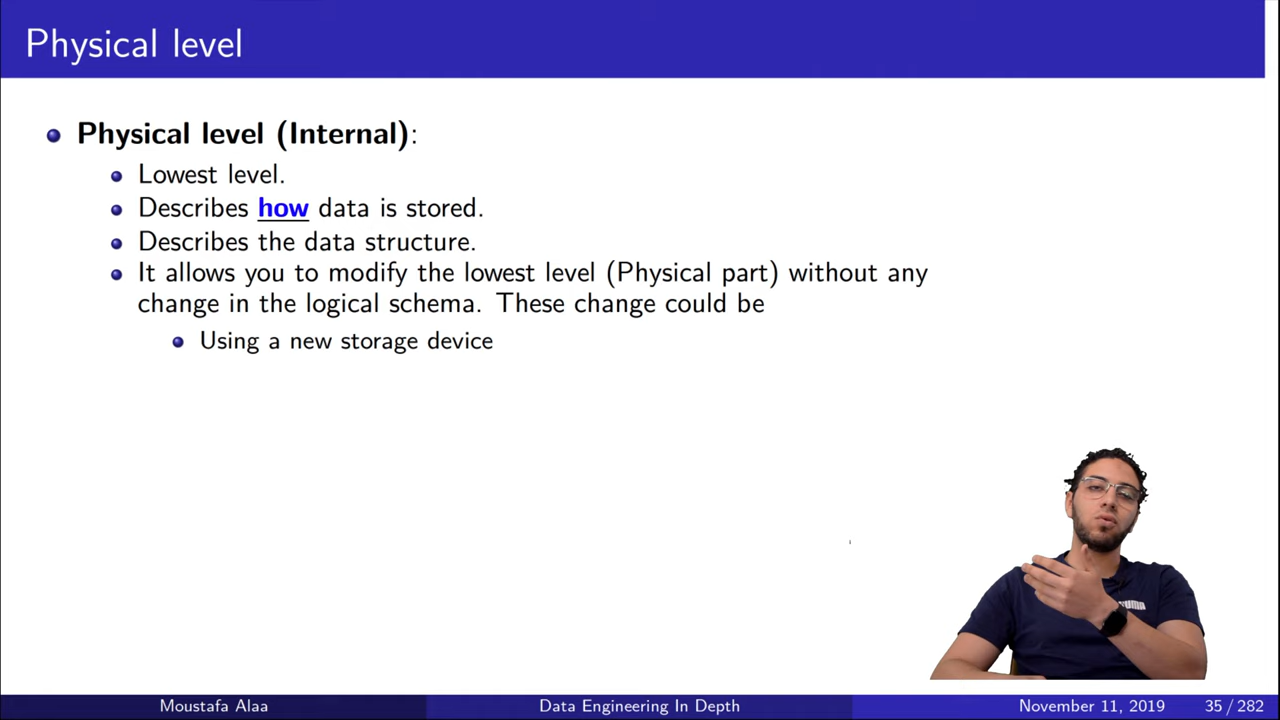 Physical level
Physical level (Internal):
Lowest level.
Describes how data is stored.
Describes the data structure.
It allows you to modify the lowest level (Physical part) without any
change in the logical schema. These change could be
Using a new storage device
Moustafa Alaa
Data Engineering In Depth
November 11, 2019
35 / 282